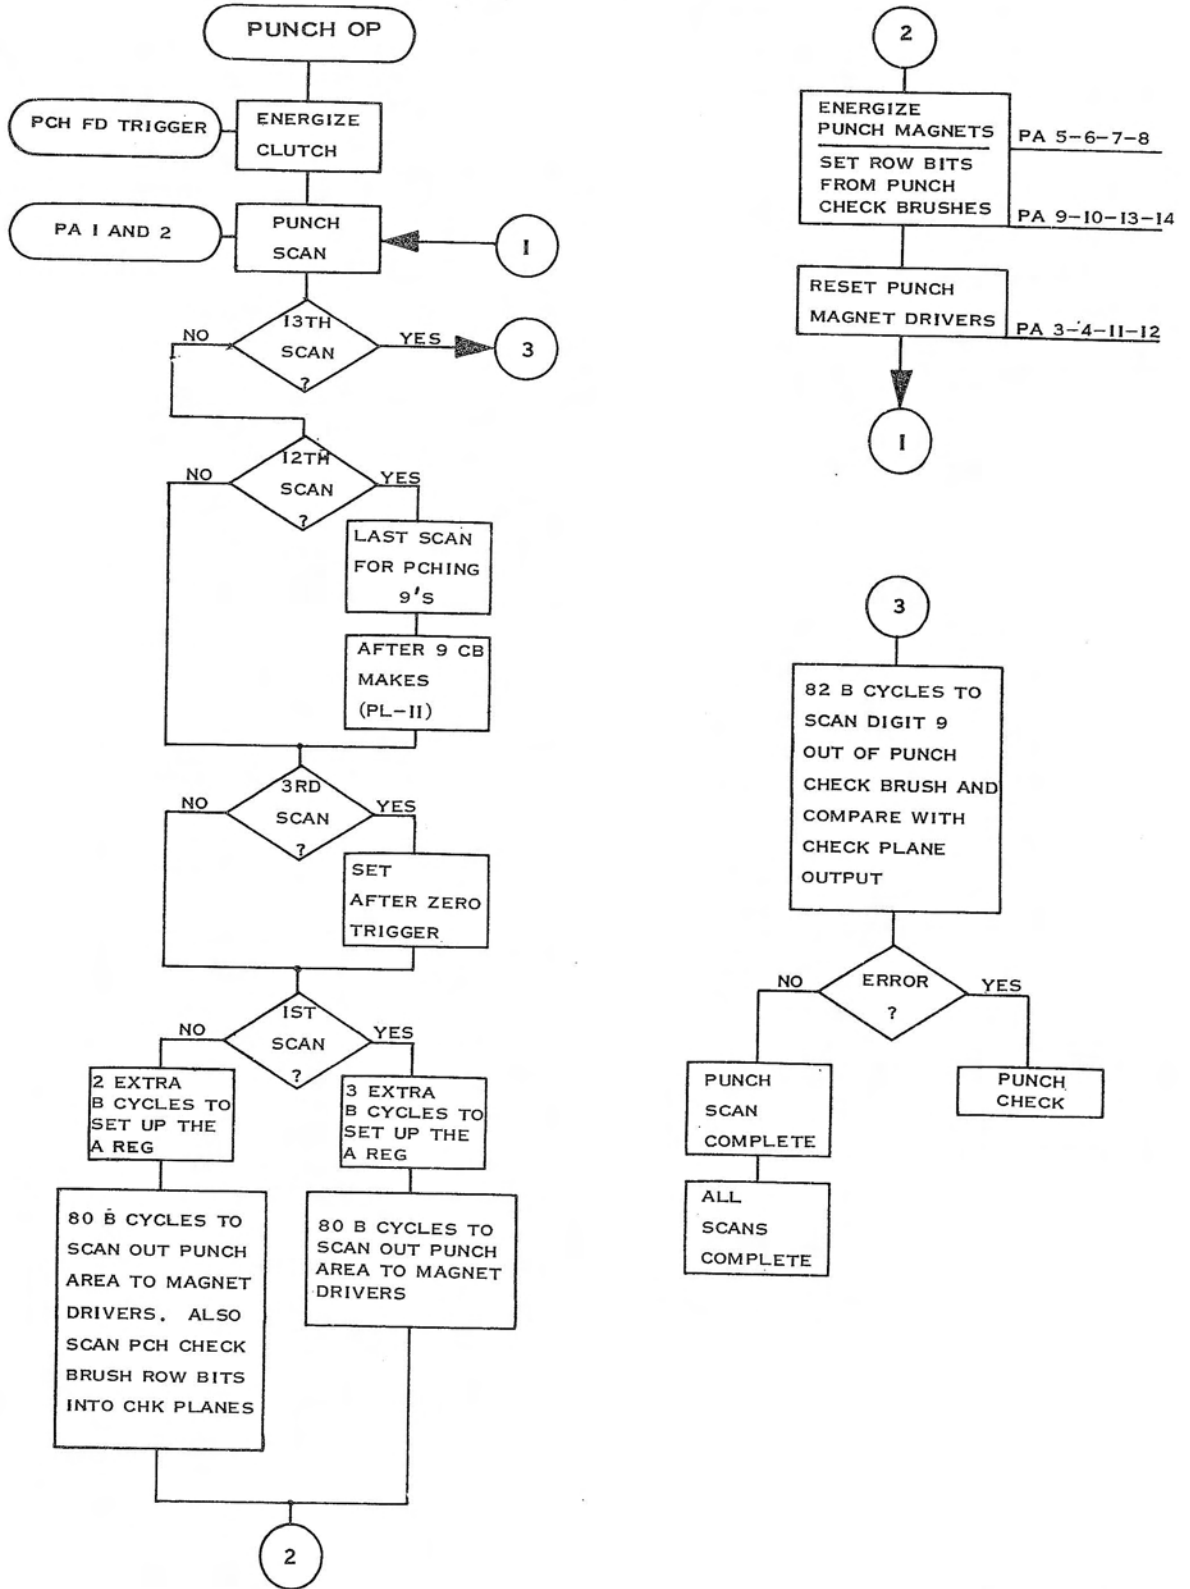 PUNCH OP
PCH FD TRIGGER
ENERGIZE
CLUTCH
PA 1 AND 2
PUNCH
SCAN
1
13TH
SCAN
?
NO
YES
3
12TH
SCAN
?
NO
YES
LAST SCAN
FOR PCHING
9'S
AFTER 9 CB
MAKES
(PL-11)
3RD
SCAN
?
NO
YES
SET
AFTER ZERO
TRIGGER
1ST
SCAN
?
NO
YES
2 EXTRA
B CYCLES TO
SET UP THE
A REG
3 EXTRA
B CYCLES TO
SET UP THE
A REG
80 B CYCLES TO
SCAN OUT PUNCH
AREA TO MAGNET
DRIVERS. ALSO
SCAN PCH CHECK
BRUSH ROW BITS
INTO CHK PLANES
80 B CYCLES TO
SCAN OUT PUNCH
AREA TO MAGNET
DRIVERS
2
2
ENERGIZE
PUNCH MAGNETS
PA 5-6-7-8
SET ROW BITS
FROM PUNCH
CHECK BRUSHES
PA 9-10-13-14
RESET PUNCH
MAGNET DRIVERS
PA 3-4-11-12
1
3
82 B CYCLES TO
SCAN DIGIT 9
OUT OF PUNCH
CHECK BRUSH AND
COMPARE WITH
CHECK PLANE
OUTPUT
ERROR
?
NO
YES
PUNCH
SCAN
COMPLETE
PUNCH
CHECK
ALL
SCANS
COMPLETE